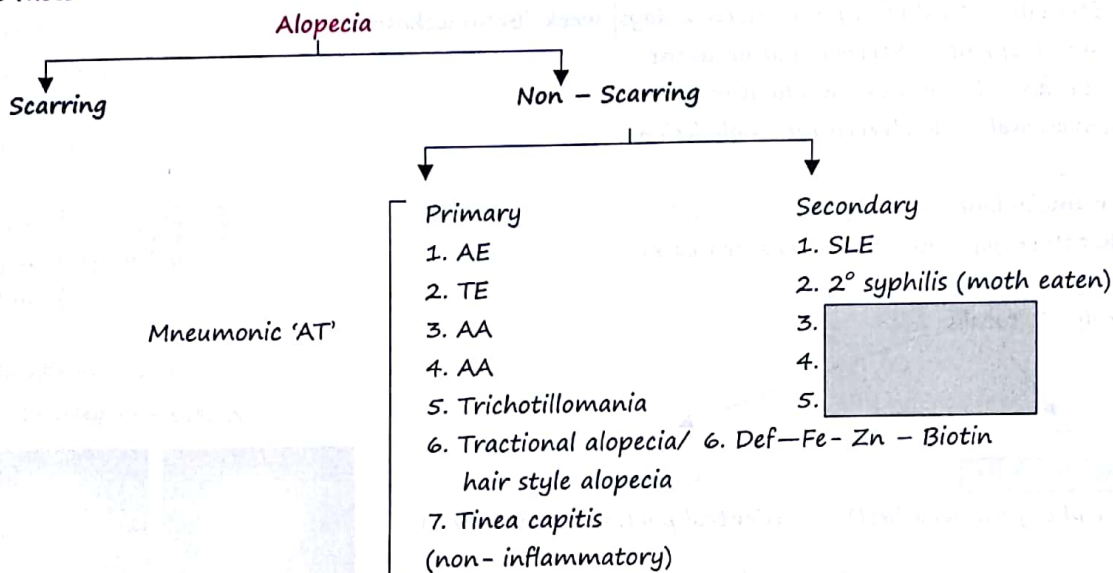 Alopecia
Scarring
Non – Scarring
Primary
1. AE
2. TE
3. AA
4. AA
5. Trichotillomania
6. Tractional alopecia/
hair style alopecia
7. Tinea capitis
(non- inflammatory)
Mneumonic ‘AT’
Secondary
1. SLE
2. 2° syphilis (moth eaten)
3.
4.
5.
6. Def—Fe- Zn – Biotin